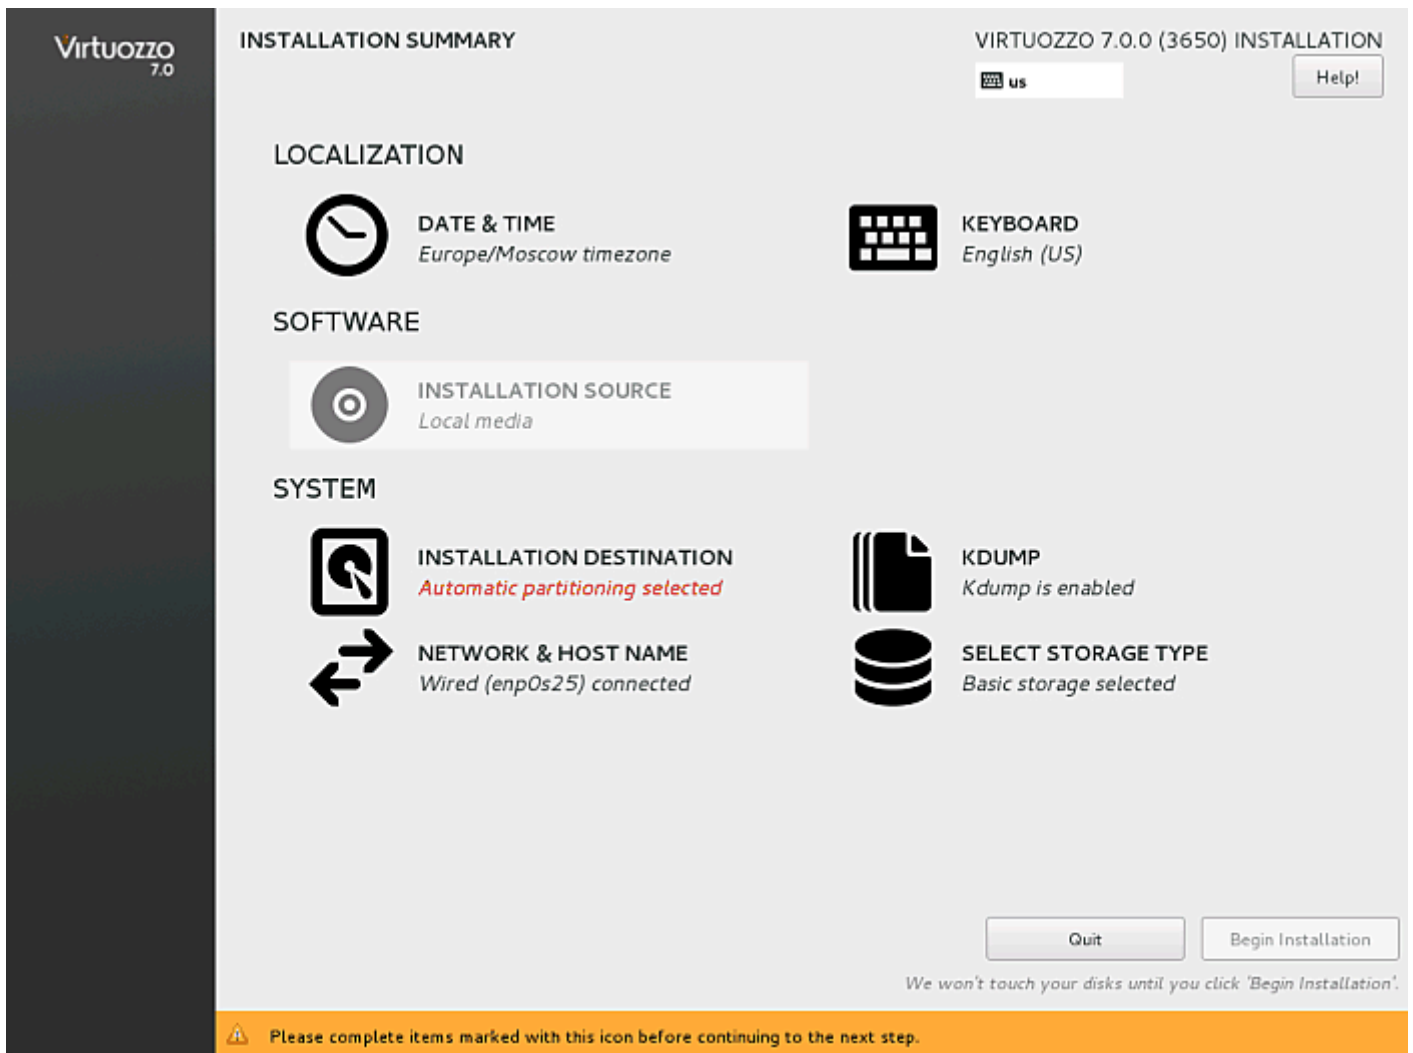 Virtuozzo
7.0
INSTALLATION SUMMARY
VIRTUOZZO 7.0.0 (3650) INSTALLATION
us
Help!
LOCALIZATION
DATE & TIME
Europe/Moscow timezone
KEYBOARD
English (US)
SOFTWARE
INSTALLATION SOURCE
Local media
SYSTEM
INSTALLATION DESTINATION
Automatic partitioning selected
KDUMP
Kdump is enabled
NETWORK & HOST NAME
Wired (enp0s25) connected
SELECT STORAGE TYPE
Basic storage selected
Quit
Begin Installation
We won't touch your disks until you click 'Begin Installation'.
Please complete items marked with this icon before continuing to the next step.